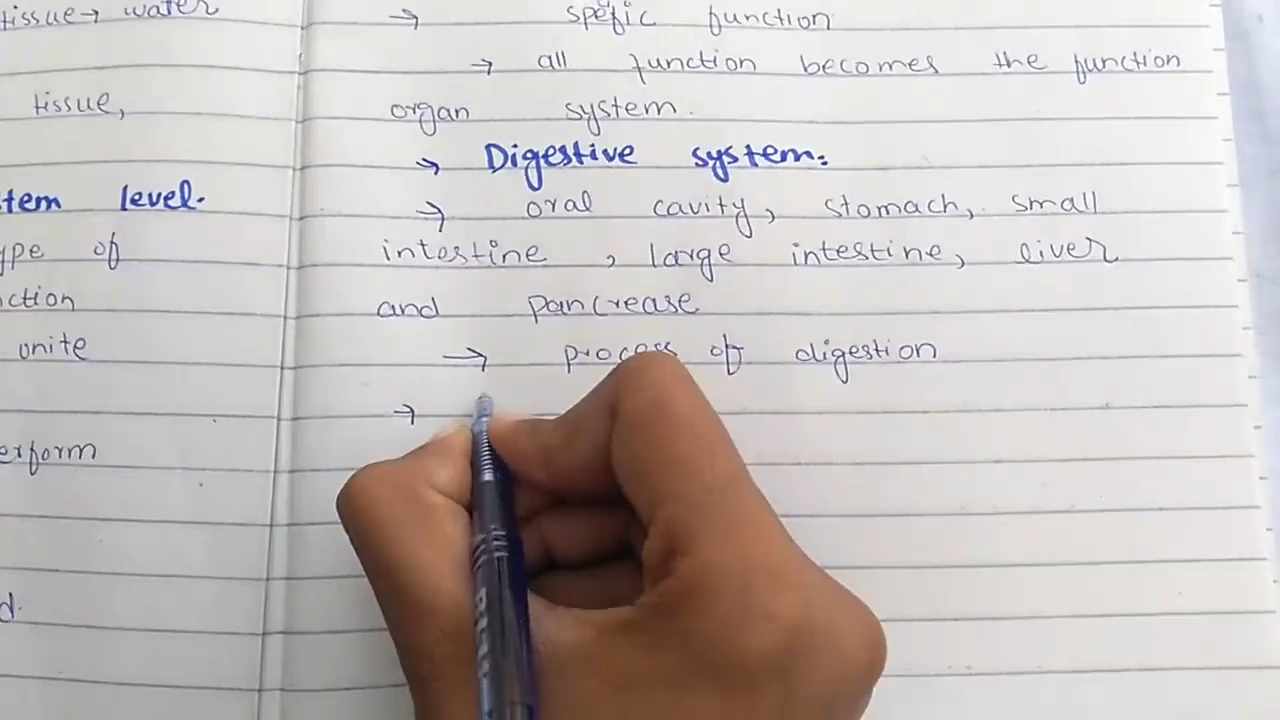 tissue → water
tissue,
tem level.
ype of
nction
unite
erform
d.
→ spefic function
→ all function becomes the function
organ system.
→ Digestive system:
→ oral cavity, stomach, small
intestine , large intestine, liver
and pancrease
→ process of digestion
→